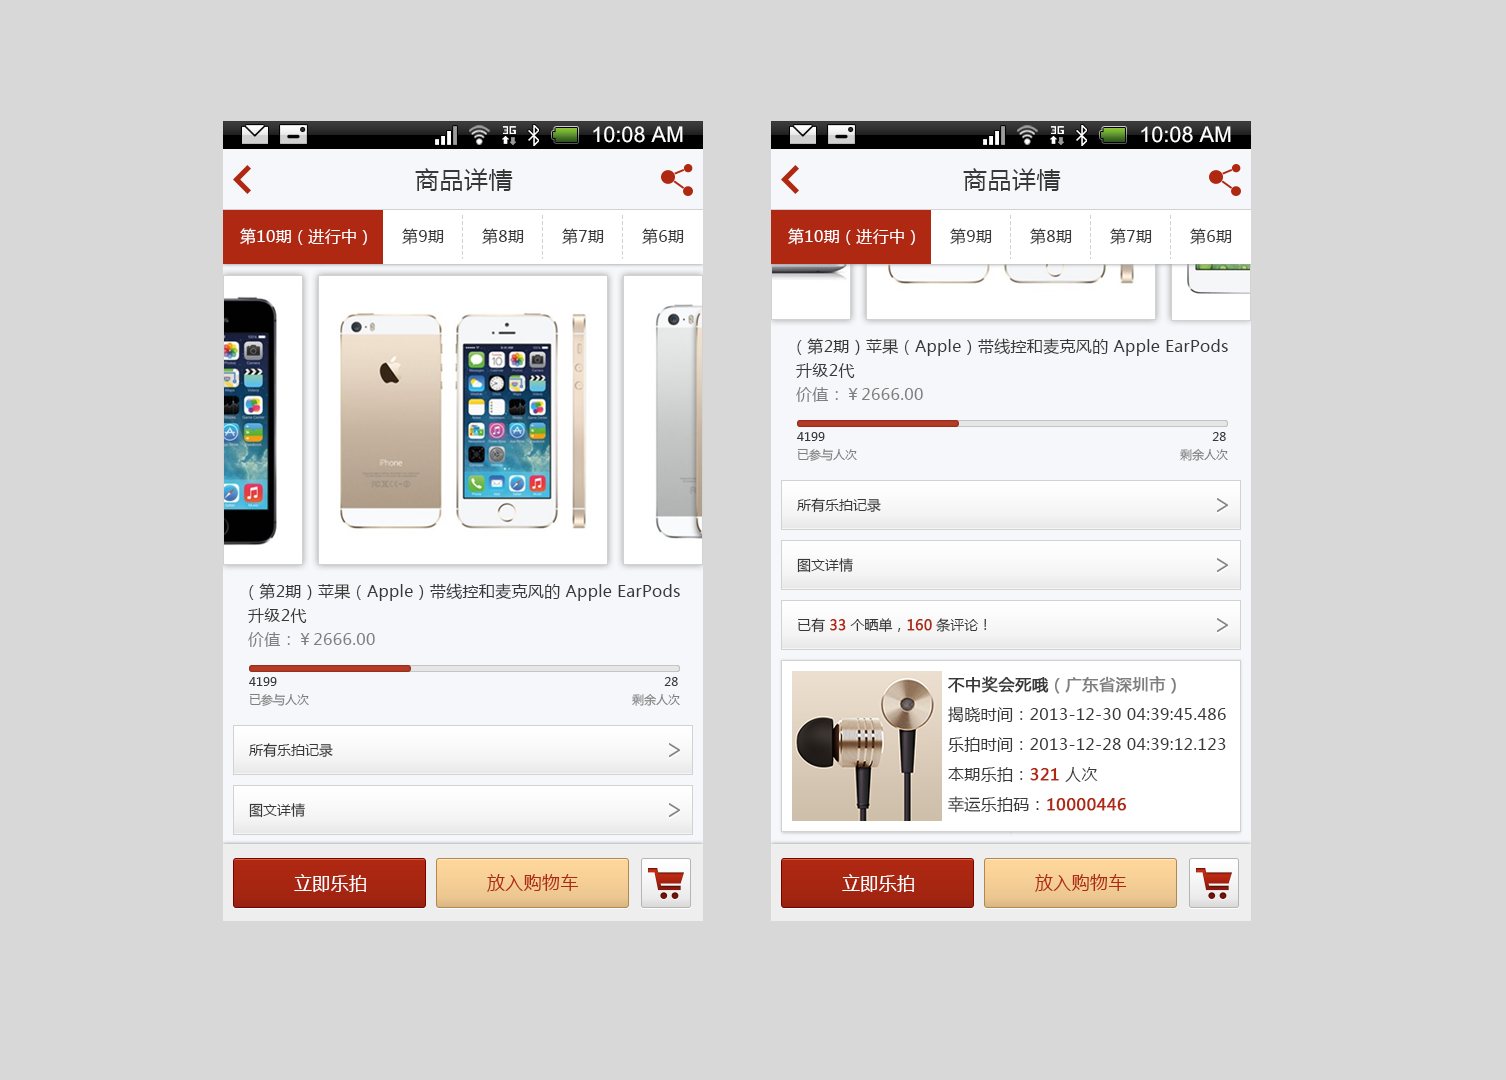 3G 10:08 AM
商品详情
第10期（进行中） 第9期 第8期 第7期 第6期
iPhone
（第2期）苹果（Apple）带线控和麦克风的 Apple EarPods
升级2代
价值：￥2666.00
4199 28
已参与人次 剩余人次
所有乐拍记录
图文详情
立即乐拍 放入购物车
3G 10:08 AM
商品详情
第10期（进行中） 第9期 第8期 第7期 第6期
（第2期）苹果（Apple）带线控和麦克风的 Apple EarPods
升级2代
价值：￥2666.00
4199 28
已参与人次 剩余人次
所有乐拍记录
图文详情
已有 33 个晒单，160 条评论！
不中奖会死哦（广东省深圳市）
揭晓时间：2013-12-30 04:39:45.486
乐拍时间：2013-12-28 04:39:12.123
本期乐拍：321 人次
幸运乐拍码：10000446
立即乐拍 放入购物车